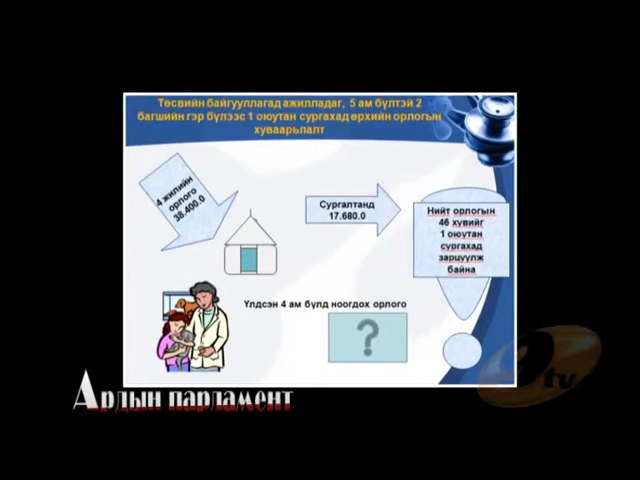 Төсвийн байгууллагад ажилладаг, 5 ам бүлтэй 2
багшийн гэр бүлээс 1 оюутан сургахад өрхийн орлогын
хуваарьлалт
4 жилийн
орлого
38.400.0
Сургалтанд
17.680.0
Нийт орлогын
46 хувийг
1 оюутан
сургахад
зарцуулж
байна
Үлдсэн 4 ам бүлд ноогдох орлого
?
Ардын парламент
9tv